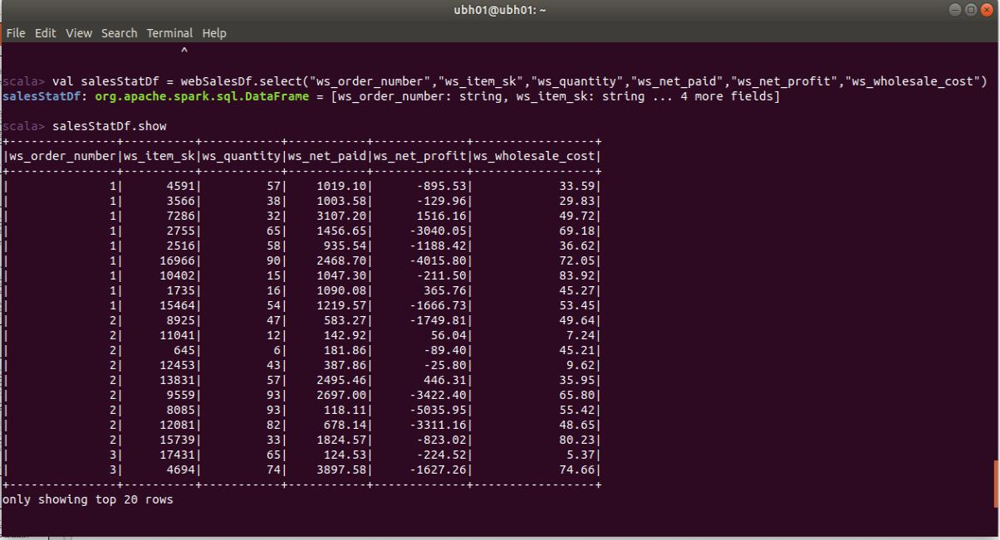 ubh01@ubh01: ~
File Edit View Search Terminal Help
^
scala> val salesStatDf = webSalesDf.select("ws_order_number","ws_item_sk","ws_quantity","ws_net_paid","ws_net_profit","ws_wholesale_cost")
salesStatDf: org.apache.spark.sql.DataFrame = [ws_order_number: string, ws_item_sk: string ... 4 more fields]
scala> salesStatDf.show
+---------------+----------+-----------+-----------+-------------+-----------------+
|ws_order_number|ws_item_sk|ws_quantity|ws_net_paid|ws_net_profit|ws_wholesale_cost|
+---------------+----------+-----------+-----------+-------------+-----------------+
|              1|      4591|         57|    1019.10|      -895.53|            33.59|
|              1|      3566|         38|    1003.58|      -129.96|            29.83|
|              1|      7286|         32|    3107.20|      1516.16|            49.72|
|              1|      2755|         65|    1456.65|     -3040.05|            69.18|
|              1|      2516|         58|     935.54|     -1188.42|            36.62|
|              1|     16966|         90|    2468.70|     -4015.80|            72.05|
|              1|     10402|         15|    1047.30|      -211.50|            83.92|
|              1|      1735|         16|    1090.08|       365.76|            45.27|
|              1|     15464|         54|    1219.57|     -1666.73|            53.45|
|              2|      8925|         47|     583.27|     -1749.81|            49.64|
|              2|     11041|         12|     142.92|        56.04|             7.24|
|              2|       645|          6|     181.86|       -89.40|            45.21|
|              2|     12453|         43|     387.86|       -25.80|             9.62|
|              2|     13831|         57|    2495.46|       446.31|            35.95|
|              2|      9559|         93|    2697.00|     -3422.40|            65.80|
|              2|      8085|         93|     118.11|     -5035.95|            55.42|
|              2|     12081|         82|     678.14|     -3311.16|            48.65|
|              2|     15739|         33|    1824.57|      -823.02|            80.23|
|              3|     17431|         65|     124.53|      -224.52|             5.37|
|              3|      4694|         74|    3897.58|     -1627.26|            74.66|
+---------------+----------+-----------+-----------+-------------+-----------------+
only showing top 20 rows